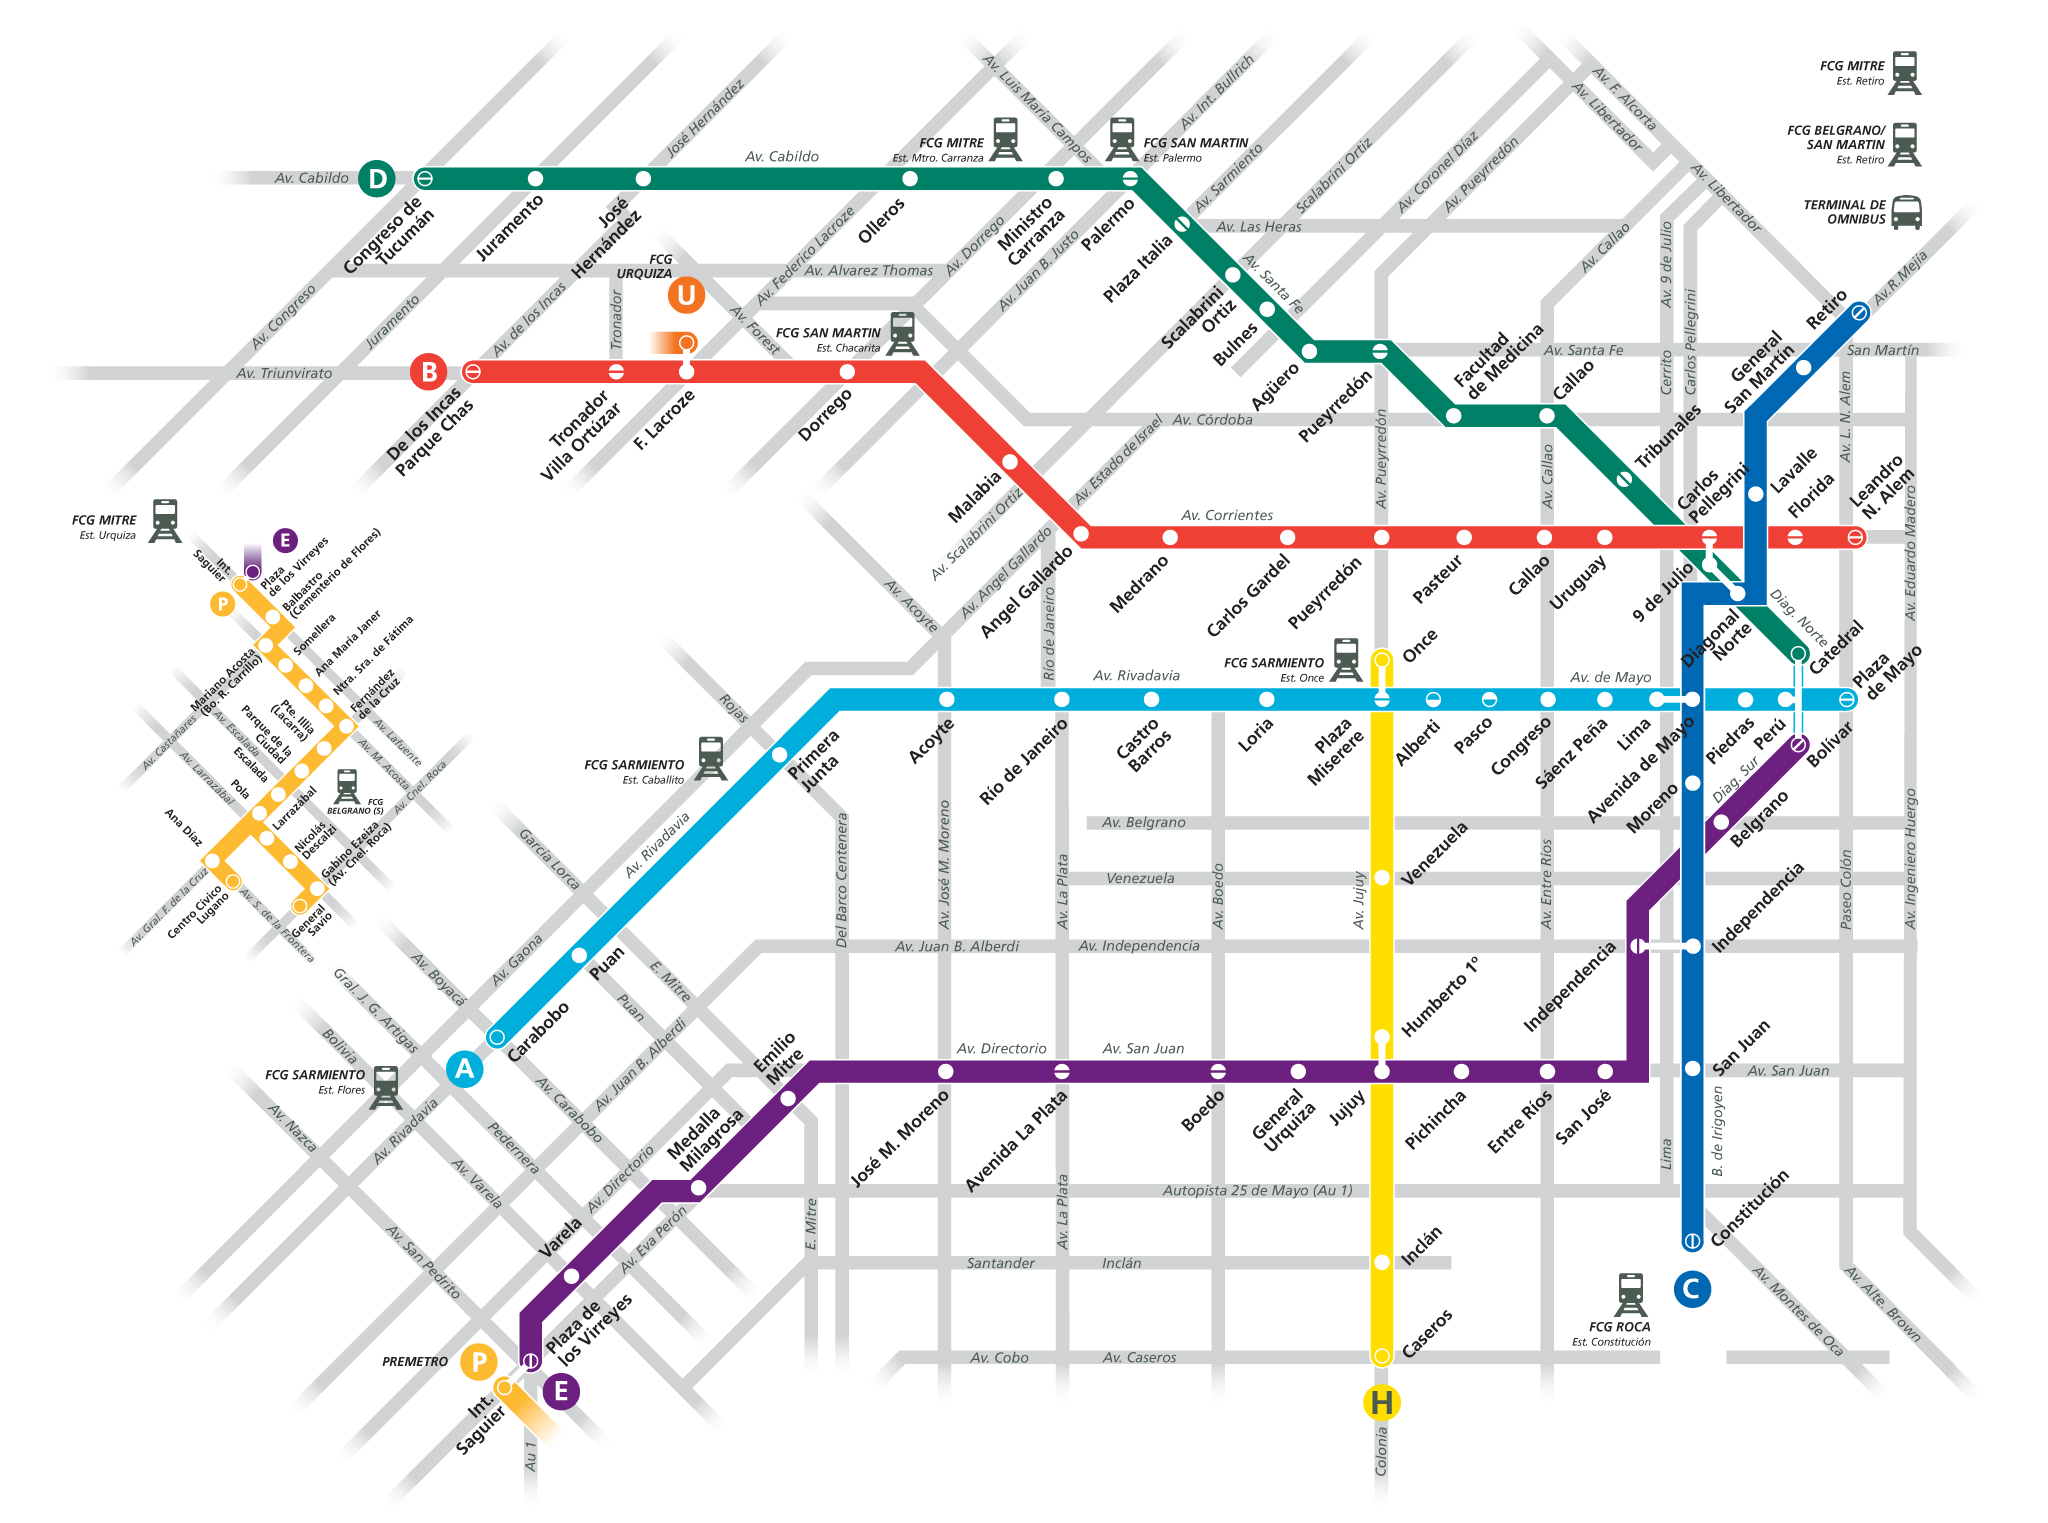 FCG MITRE
Est. Retiro
FCG BELGRANO/
SAN MARTIN
Est. Retiro
TERMINAL DE
OMNIBUS
Av. Luis María Campos
Av. Int. Bullrich
Av. F. Alcorta
Av. Libertador
José Hernández
Av. Cabildo
FCG MITRE
Est. Mtro. Carranza
FCG SAN MARTIN
Est. Palermo
Av. Sarmiento
Scalabrini Ortiz
Av. Coronel Díaz
Av. Pueyrredón
Av. Libertador
Av. Cabildo
D
Congreso de
Tucumán
Juramento
José
Hernández
Olleros
Ministro
Carranza
Palermo
Plaza Italia
Scalabrini
Ortiz
Bulnes
Agüero
Pueyrredón
Facultad
de Medicina
Callao
Tribunales
Catedral
Av. Las Heras
Av. Santa Fe
Av. Callao
Av. 9 de Julio
Cerrito
Carlos Pellegrini
Av. R. Mejía
Av. Congreso
Juramento
Av. de los Incas
Tronador
FCG
URQUIZA
U
Av. Federico Lacroze
Av. Alvarez Thomas
Av. Forest
Av. Dorrego
Av. Juan B. Justo
FCG SAN MARTIN
Est. Chacarita
Av. Triunvirato
B
De los Incas
Parque Chas
Tronador
Villa Ortúzar
F. Lacroze
Dorrego
Malabia
Angel Gallardo
Medrano
Carlos Gardel
Pueyrredón
Pasteur
Callao
Uruguay
Carlos
Pellegrini
Florida
Leandro
N. Alem
Av. Santa Fe
San Martín
Av. Córdoba
Av. Estado de Israel
Av. Scalabrini Ortiz
Av. Angel Gallardo
Av. Corrientes
Av. Pueyrredón
Av. Callao
Av. L. N. Alem
Av. Eduardo Madero
Retiro
General
San Martin
Lavalle
9 de Julio
Diagonal
Norte
Diag. Norte
Avenida de Mayo
Moreno
Independencia
San Juan
Constitución
C
FCG MITRE
Est. Urquiza
E
Int.
Saguier
P
Plaza
de los Virreyes
Balbastro
(Cementerio de Flores)
Somellera
Ana María Janer
Ntra. Sra. de Fátima
Fernández
de la Cruz
Mariano Acosta
(Bo. R. Carrillo)
Pte. Illia
(Lacarra)
Parque de la
Ciudad
Escalada
Pola
Ana Díaz
Larrazábal
Nicolás
Descalzi
Gabino Ezeiza
(Av. Cnel. Roca)
Centro Cívico
Lugano
General
Savio
Av. Castañares
Av. Escalada
Av. Larrazábal
Av. Lafuente
Av. M. Acosta
Av. Cnel. Roca
FCG
BELGRANO (S)
Av. Gral. F. de la Cruz
Av. S. de la Frontera
Av. Acoyte
Río de Janeiro
Rojas
Av. Rivadavia
Av. de Mayo
FCG SARMIENTO
Est. Once
Once
FCG SARMIENTO
Est. Caballito
Primera
Junta
Acoyte
Río de Janeiro
Castro
Barros
Loria
Plaza
Miserere
Alberti
Pasco
Congreso
Sáenz Peña
Lima
Piedras
Perú
Plaza
de Mayo
Bolívar
Diag. Sur
Belgrano
Puan
Carabobo
A
García Lorca
Av. Rivadavia
Av. Gaona
Av. Boyacá
Gral. J. G. Artigas
Bolivia
FCG SARMIENTO
Est. Flores
Av. Nazca
Av. Rivadavia
E. Mitre
Puan
Av. Juan B. Alberdi
Av. Carabobo
Pedernera
Av. Varela
Av. Directorio
Av. San Pedrito
Av. Eva Perón
Del Barco Centenera
Av. José M. Moreno
Av. La Plata
Av. Boedo
Av. Jujuy
Av. Entre Ríos
Paseo Colón
Av. Ingeniero Huergo
Av. Belgrano
Venezuela
Venezuela
Av. Juan B. Alberdi
Av. Independencia
Humberto 1º
Independencia
Av. Directorio
Av. San Juan
Av. San Juan
Emilio
Mitre
Medalla
Milagrosa
Varela
Plaza de
los Virreyes
José M. Moreno
Avenida La Plata
Boedo
General
Urquiza
Jujuy
Pichincha
Entre Ríos
San José
Lima
B. de Irigoyen
Autopista 25 de Mayo (Au 1)
E. Mitre
Av. La Plata
Santander
Inclán
Inclán
Caseros
Av. Cobo
Av. Caseros
H
Colonia
FCG ROCA
Est. Constitución
Av. Montes de Oca
Av. Alte. Brown
PREMETRO
P
E
Int.
Saguier
Au 1